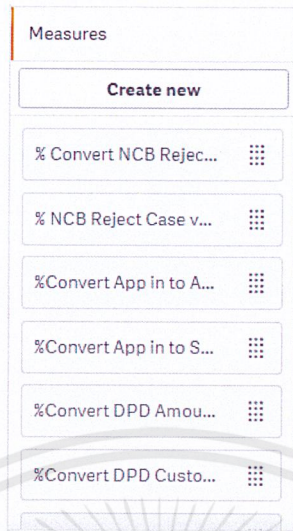 Measures
Create new
% Convert NCB Rejec...
% NCB Reject Case v...
%Convert App in to A...
%Convert App in to S...
%Convert DPD Amou...
%Convert DPD Custo...